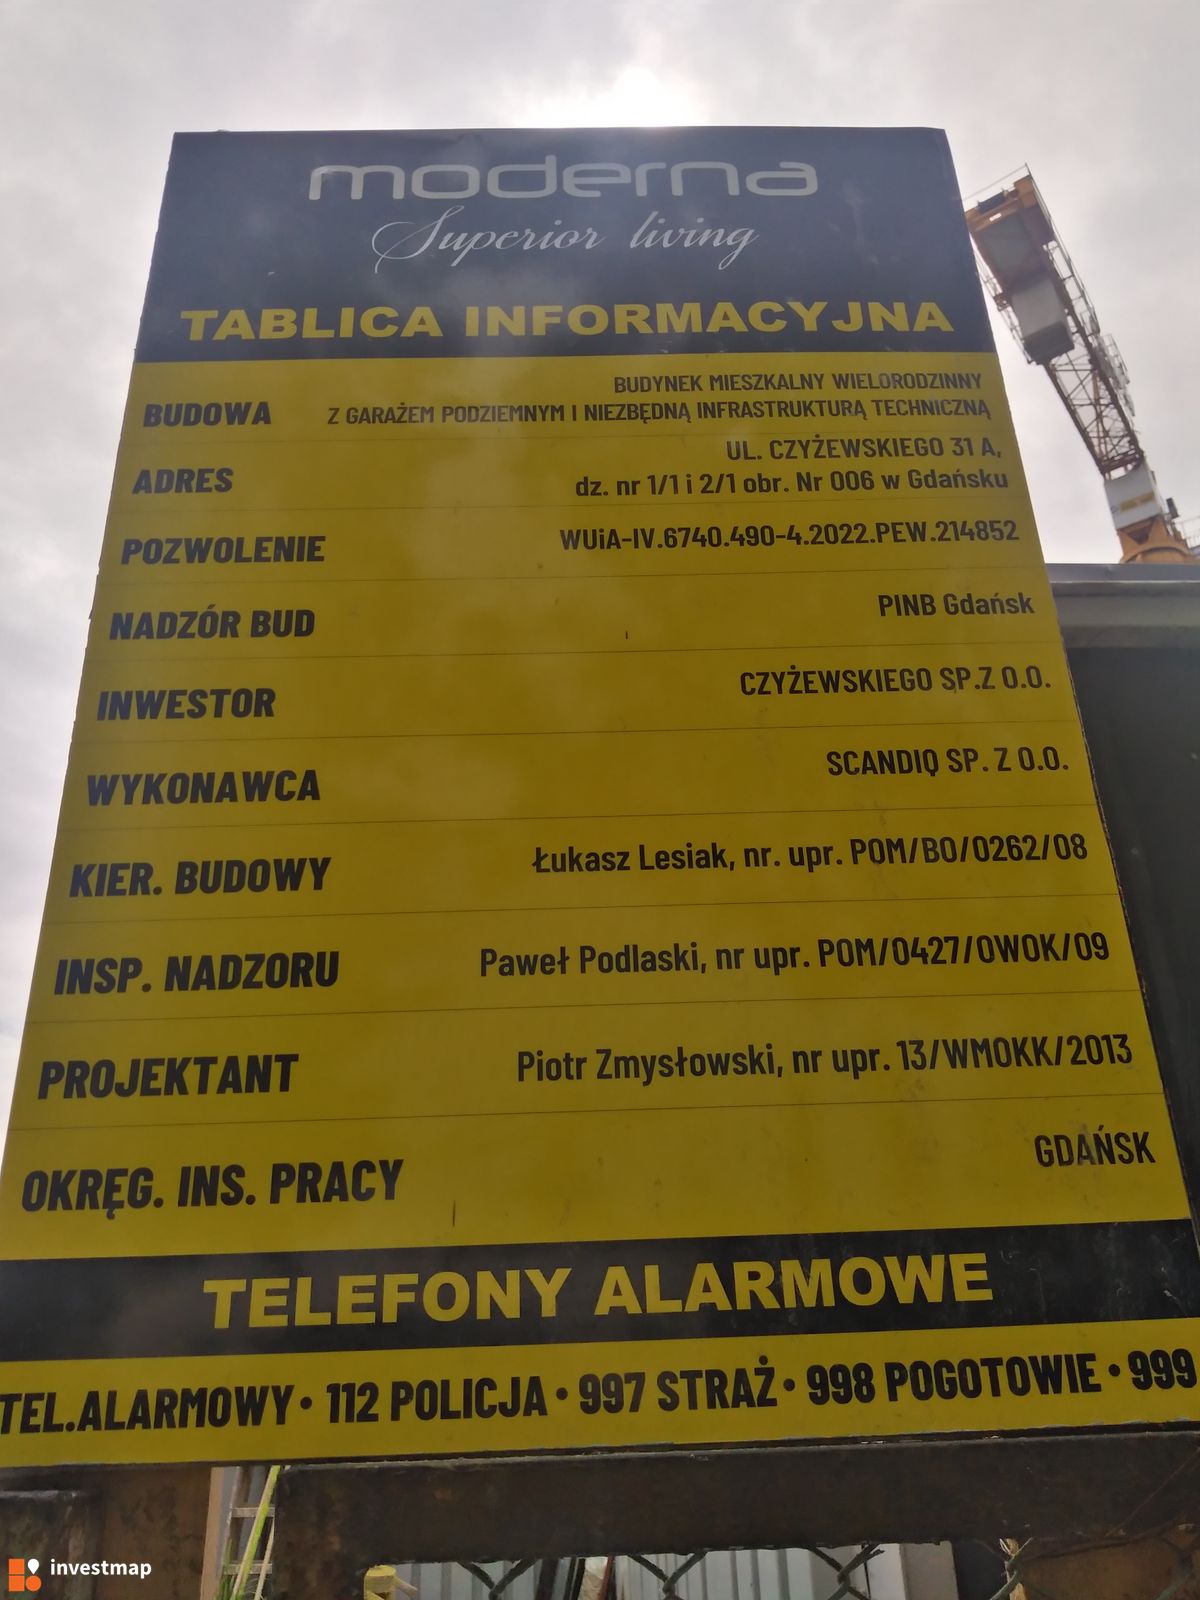 moderna
Superior living
TABLICA INFORMACYJNA
BUDOWA
BUDYNEK MIESZKALNY WIELORODZINNY
Z GARAŻEM PODZIEMNYM I NIEZBĘDNĄ INFRASTRUKTURĄ TECHNICZNĄ
ADRES
UL. CZYŻEWSKIEGO 31 A,
dz. nr 1/1 i 2/1 obr. Nr 006 w Gdańsku
POZWOLENIE WUiA-IV.6740.490-4.2022.PEW.214852
NADZÓR BUD PINB Gdańsk
INWESTOR CZYŻEWSKIEGO SP.Z O.O.
WYKONAWCA SCANDIQ SP. Z O.O.
KIER. BUDOWY Łukasz Lesiak, nr. upr. POM/BO/0262/08
INSP. NADZORU Paweł Podlaski, nr upr. POM/0427/OWOK/09
PROJEKTANT Piotr Zmysłowski, nr upr. 13/WMOKK/2013
OKRĘG. INS. PRACY GDAŃSK
TELEFONY ALARMOWE
TEL.ALARMOWY • 112 POLICJA • 997 STRAŻ • 998 POGOTOWIE • 999
investmap